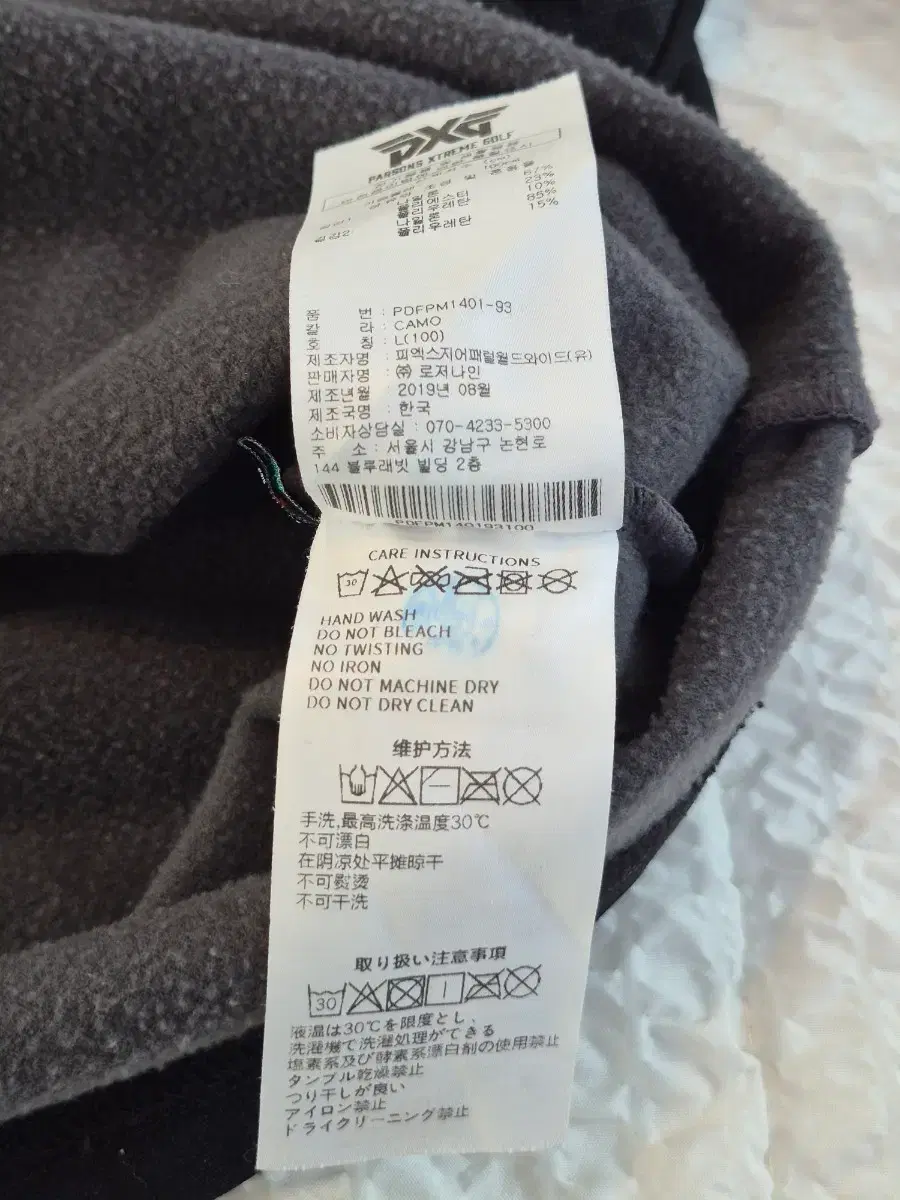 PXG
PARSONS XTREME GOLF
67%
23%
10%
85%
15%
품 번 : PDFPM1401-93
칼 라 : CAMO
호 칭 : L(100)
제조자명 : 피엑스지어패럴월드와이드(유)
판매자명 : ㈜ 로저나인
제조년월 : 2019년 08월
제조국명 : 한국
소비자상담실 : 070-4233-5300
주 소 : 서울시 강남구 논현로
144 블루래빗 빌딩 2층
PDFPM140193100
CARE INSTRUCTIONS
30
HAND WASH
DO NOT BLEACH
NO TWISTING
NO IRON
DO NOT MACHINE DRY
DO NOT DRY CLEAN
维护方法
手洗,最高洗涤温度30℃
不可漂白
在阴凉处平摊晾干
不可熨烫
不可干洗
取り扱い注意事項
30
液温は30℃を限度とし、
洗濯機で洗濯処理ができる
塩素系及び酵素系漂白剤の使用禁止
タンブル乾燥禁止
つり干しが良い
アイロン禁止
ドライクリーニング禁止